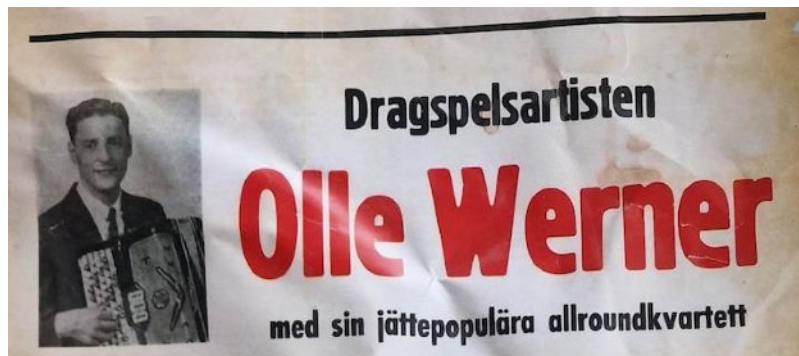 Dragspelsartisten
Olle Werner
med sin jättepopulära allroundkvartett